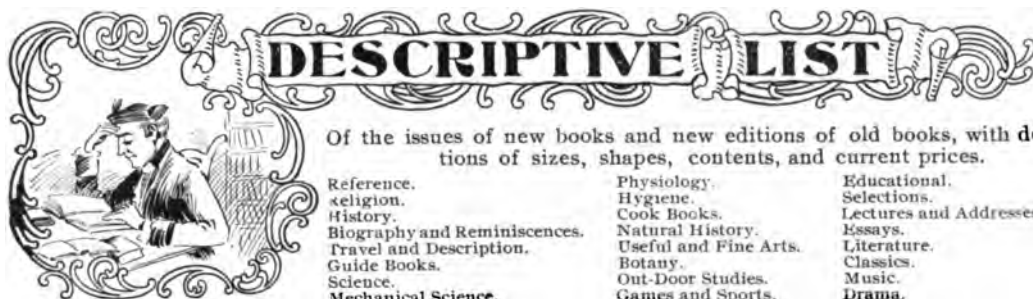 DESCRIPTIVE LIST
Of the issues of new books and new editions of old books, with
tions of sizes, shapes, contents, and current prices.
Reference.
Religion.
History.
Biography and Reminiscences.
Travel and Description.
Guide Books.
Science.
Mechanical Science.
Physiology.
Hygiene.
Cook Books.
Natural History.
Useful and Fine Arts.
Botany.
Out-Door Studies.
Games and Sports.
Educational.
Selections.
Lectures and Addresses
Essays.
Literature.
Classics.
Music.
Drama.